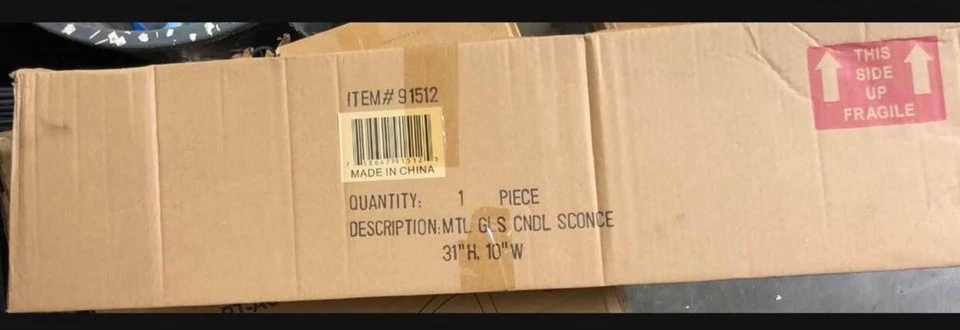 ITEM# 91512
MADE IN CHINA
QUANTITY: 1 PIECE
DESCRIPTION: MTL GLS CNDL SCONCE
31"H, 10"W
THIS
SIDE
UP
FRAGILE